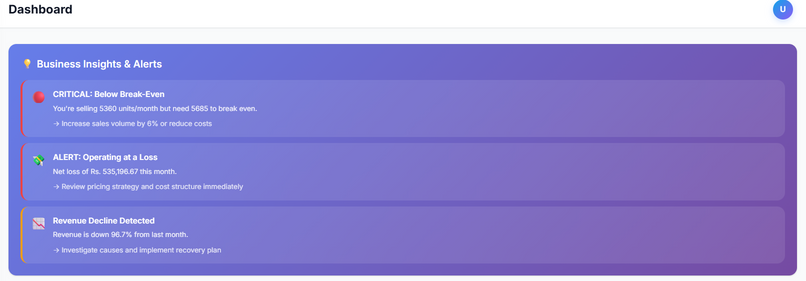 Dashboard
U
💡 Business Insights & Alerts
CRITICAL: Below Break-Even
You're selling 5360 units/month but need 5685 to break even.
→ Increase sales volume by 6% or reduce costs
ALERT: Operating at a Loss
Net loss of Rs. 535,196.67 this month.
→ Review pricing strategy and cost structure immediately
Revenue Decline Detected
Revenue is down 96.7% from last month.
→ Investigate causes and implement recovery plan